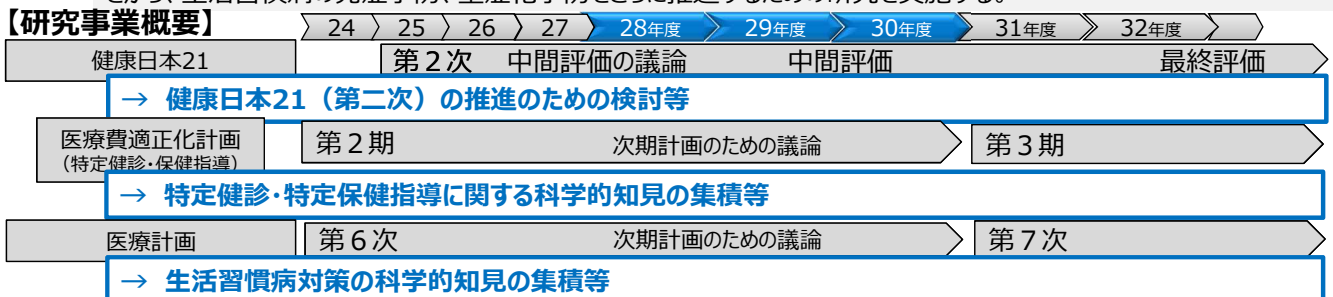 【研究事業概要】
24 25 26 27 28年度 29年度 30年度 31年度 32年度
健康日本21 第２次 中間評価の議論 中間評価 最終評価
→ 健康日本21（第二次）の推進のための検討等
医療費適正化計画 第２期 次期計画のための議論 第３期
（特定健診・保健指導）
→ 特定健診・特定保健指導に関する科学的知見の集積等
医療計画 第６次 次期計画のための議論 第７次
→ 生活習慣病対策の科学的知見の集積等